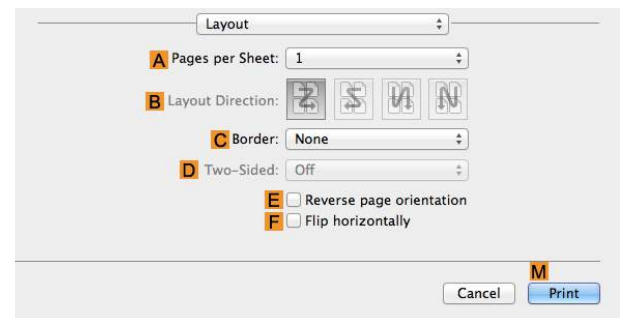 Layout
A Pages per Sheet: 1
B Layout Direction:
C Border: None
D Two-Sided: Off
E Reverse page orientation
F Flip horizontally
M
Cancel Print